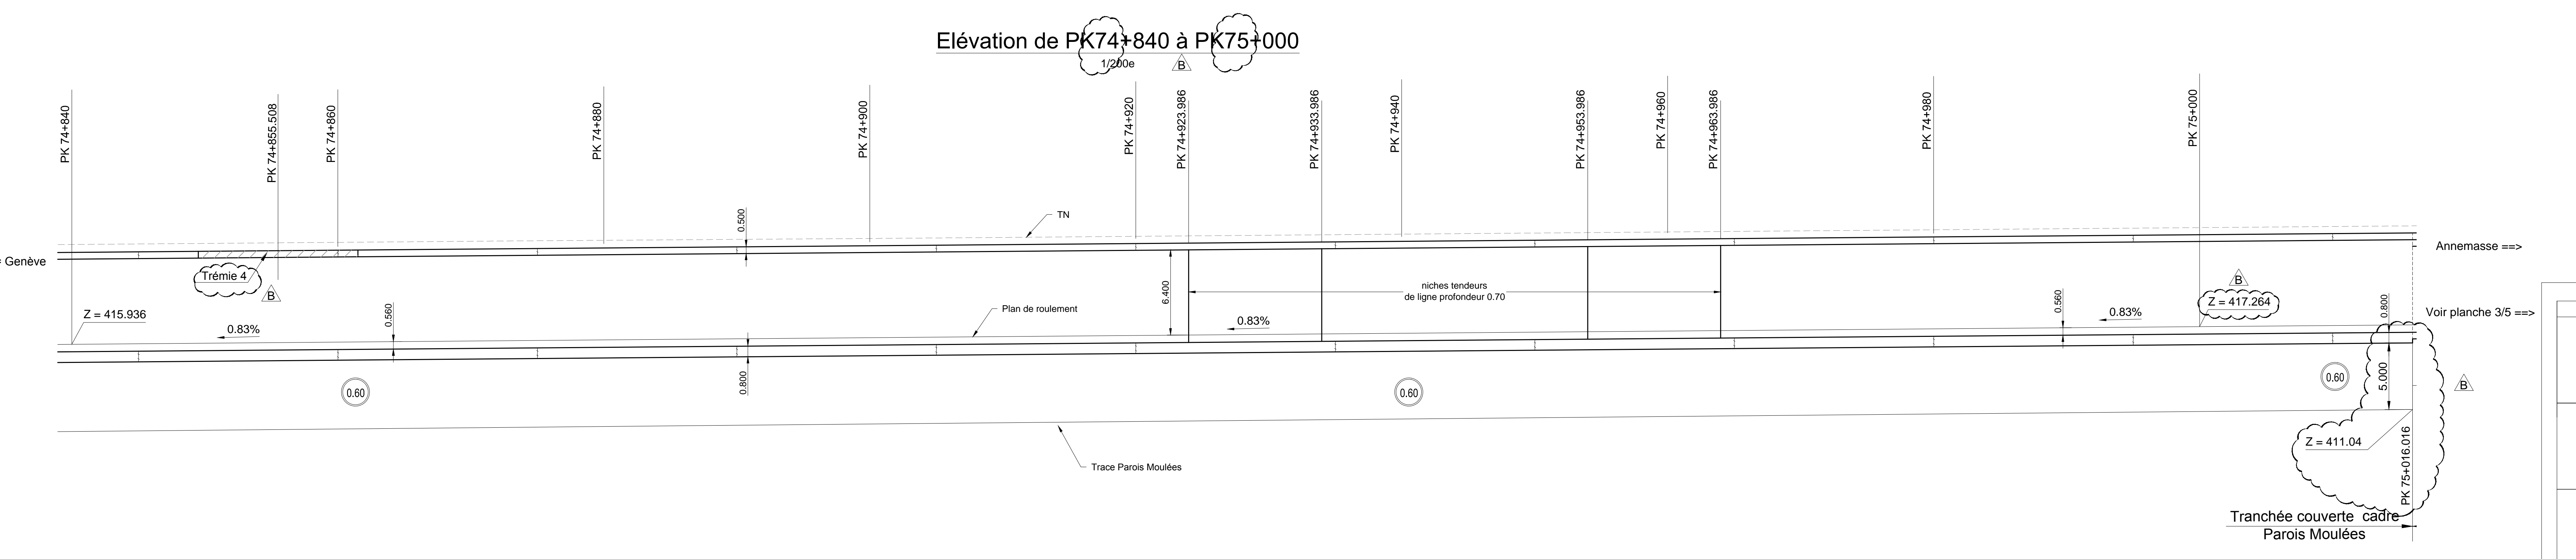 Elévation de PK74+840 à PK75+000
1/200e
B
PK 74+840
PK 74+855.508
PK 74+860
PK 74+880
PK 74+900
PK 74+920
PK 74+923.986
PK 74+933.986
PK 74+940
PK 74+953.986
PK 74+960
PK 74+963.986
PK 74+980
PK 75+000
TN
0.500
Genève
Trémie 4
B
Annemasse ==>
Z = 415.936
0.83%
0.560
0.800
Plan de roulement
6.400
0.83%
niches tendeurs
de ligne profondeur 0.70
B
Z = 417.264
0.560
0.83%
0.800
Voir planche 3/5 ==>
0.60
0.60
0.60
5.000
B
Z = 411.04
PK 75+016.016
Trace Parois Moulées
Tranchée couverte cadre
Parois Moulées